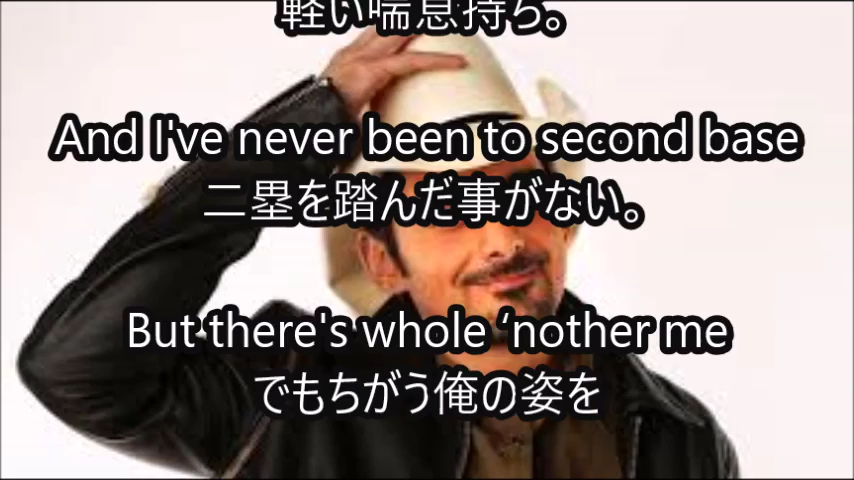 軽い喘息持ち。
And I've never been to second base
二塁を踏んだ事がない。
But there's whole ‘nother me
でもちがう俺の姿を